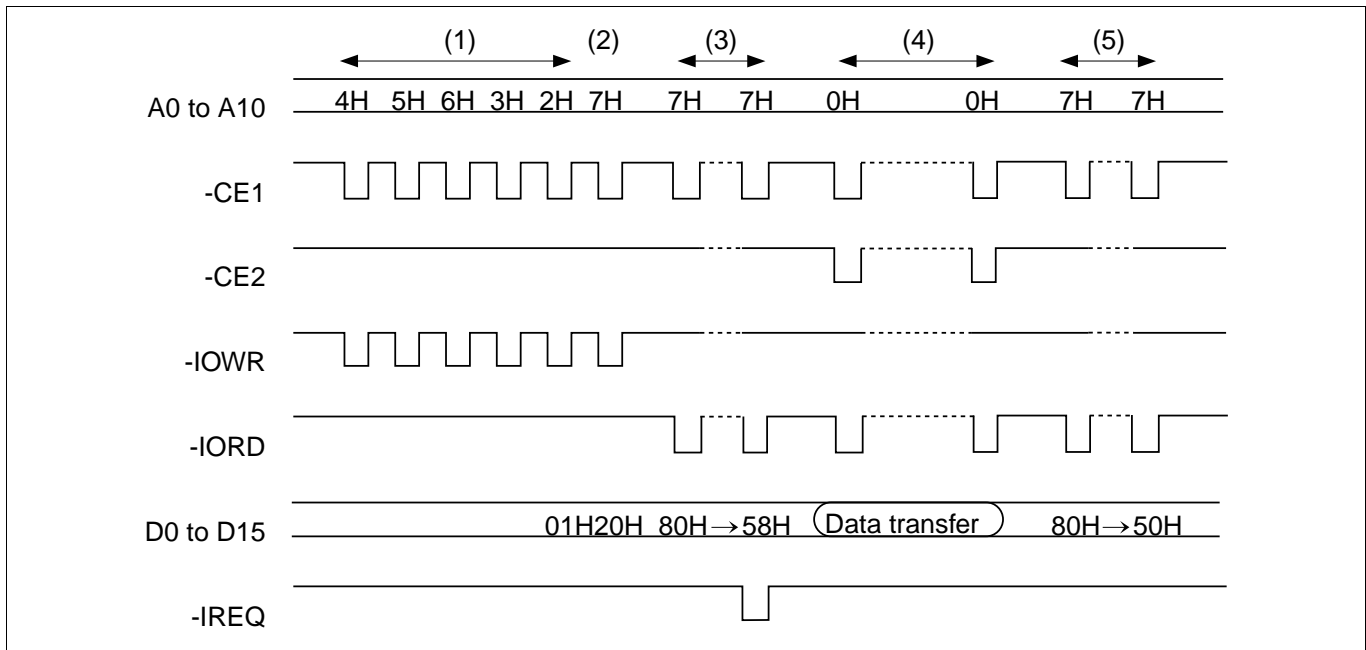 (1) (2) (3) (4) (5)
A0 to A10 4H 5H 6H 3H 2H 7H 7H 7H 0H 0H 7H 7H
-CE1
-CE2
-IOWR
-IORD
D0 to D15 01H20H 80H→58H Data transfer 80H→50H
-IREQ